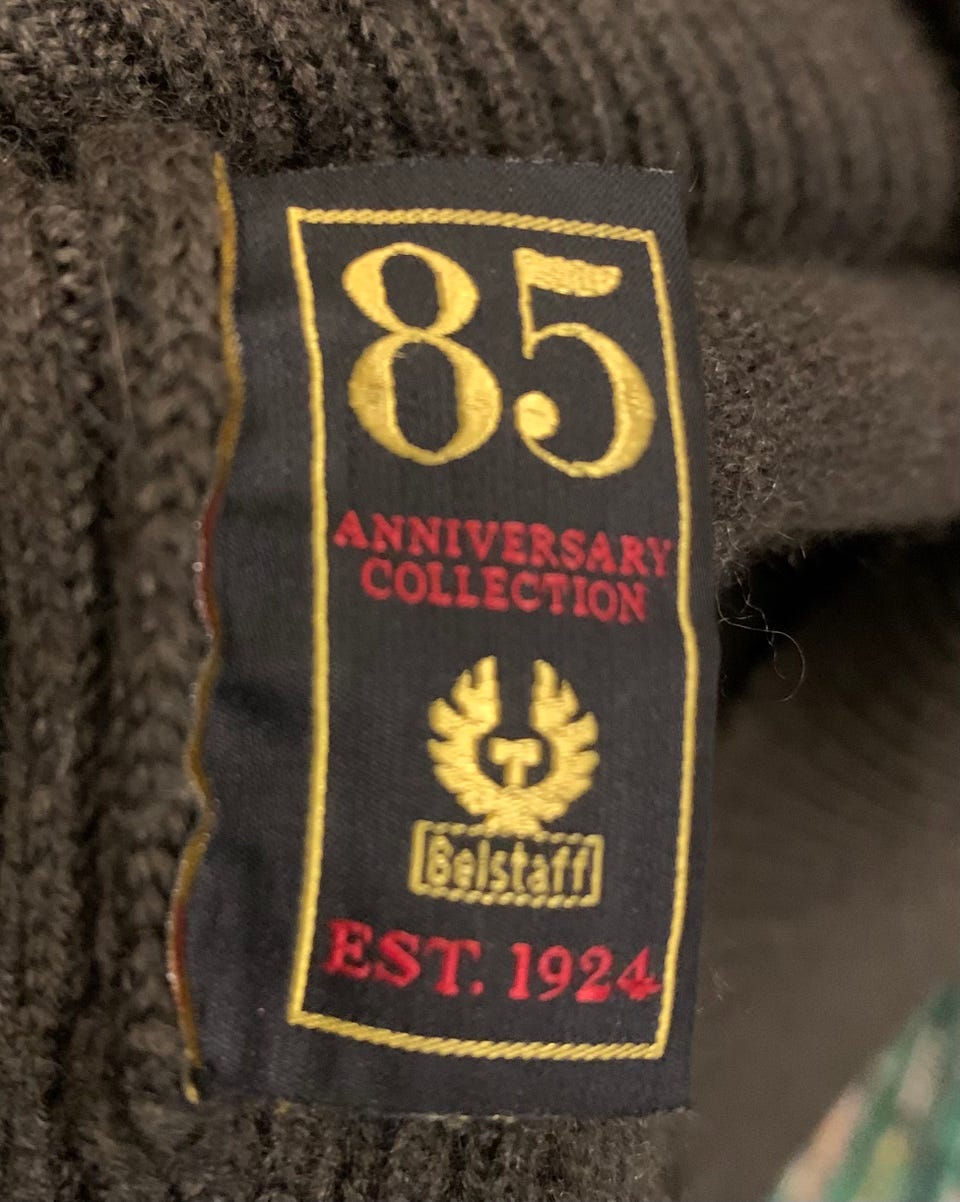 85
ANNIVERSARY
COLLECTION
Belstaff
EST. 1924